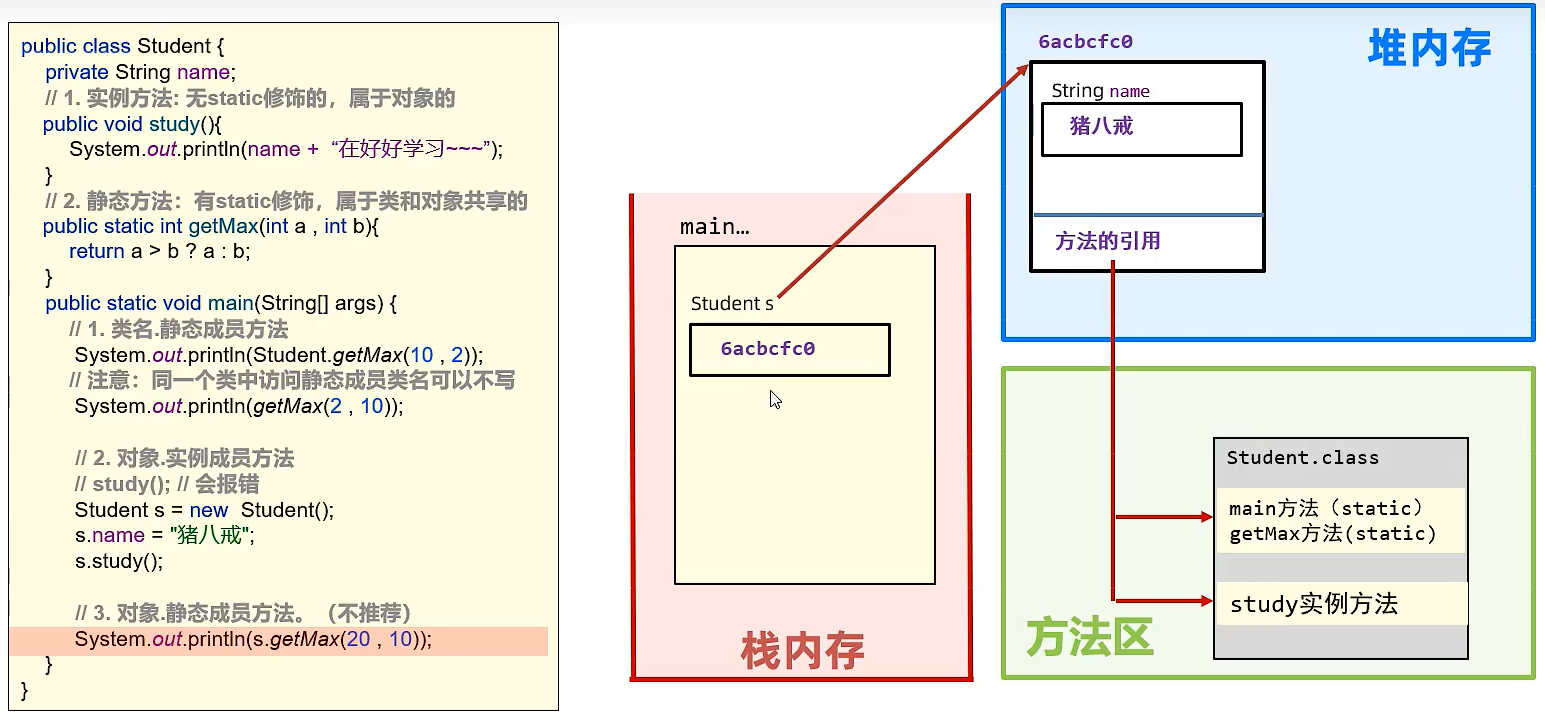 public class Student {
private String name;
// 1. 实例方法: 无static修饰的，属于对象的
public void study(){
System.out.println(name + “在好好学习~~~”);
}
// 2. 静态方法：有static修饰，属于类和对象共享的
public static int getMax(int a , int b){
return a > b ? a : b;
}
public static void main(String[] args) {
// 1. 类名.静态成员方法
System.out.println(Student.getMax(10 , 2));
// 注意：同一个类中访问静态成员类名可以不写
System.out.println(getMax(2 , 10));
// 2. 对象.实例成员方法
// study(); // 会报错
Student s = new Student();
s.name = "猪八戒";
s.study();
// 3. 对象.静态成员方法。（不推荐）
System.out.println(s.getMax(20 , 10));
}
}
main…
Student s
6acbcfc0
栈内存
6acbcfc0
堆内存
String name
猪八戒
方法的引用
Student.class
main方法（static）
getMax方法(static)
study实例方法
方法区